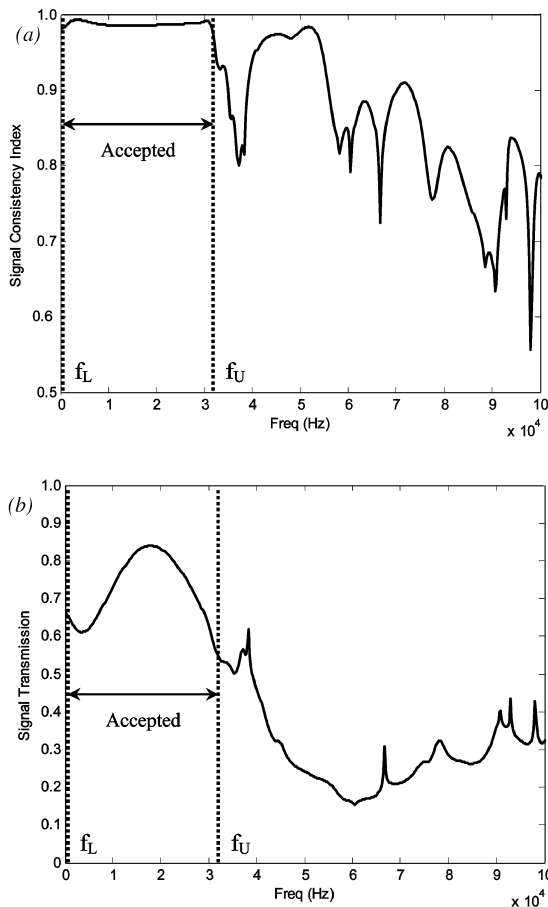 (a)
1.0
0.9
0.8
0.7
0.6
0.5
Signal Consistency Index
Accepted
fL
fU
0 1 2 3 4 5 6 7 8 9 10
Freq (Hz)
x 10^4
(b)
1.0
0.9
0.8
0.7
0.6
0.5
0.4
0.3
0.2
0.1
0
Signal Transmission
Accepted
fL
fU
0 1 2 3 4 5 6 7 8 9 10
Freq (Hz)
x 10^4